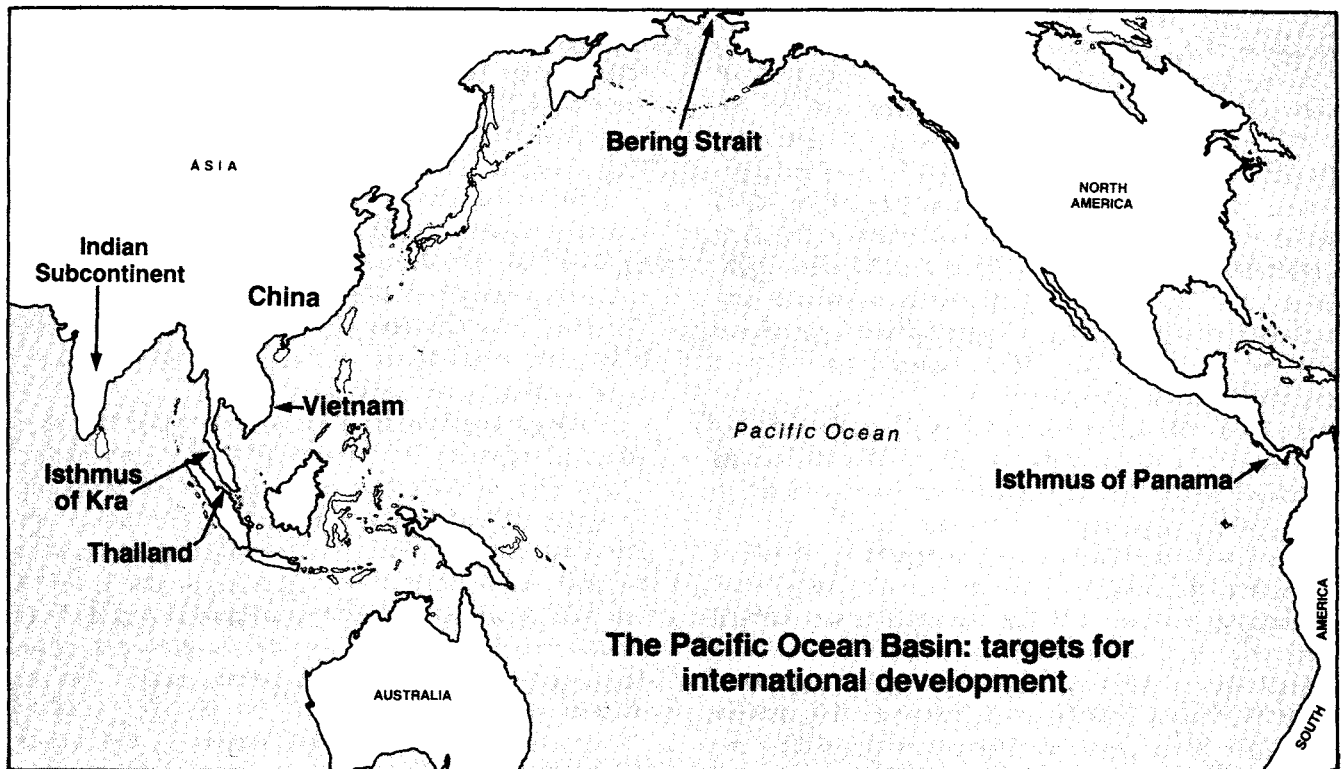 Bering Strait
ASIA
NORTH
AMERICA
Indian
Subcontinent
China
Vietnam
Pacific Ocean
Isthmus
of Kra
Isthmus of Panama
Thailand
The Pacific Ocean Basin: targets for
international development
AUSTRALIA
SOUTH AMERICA